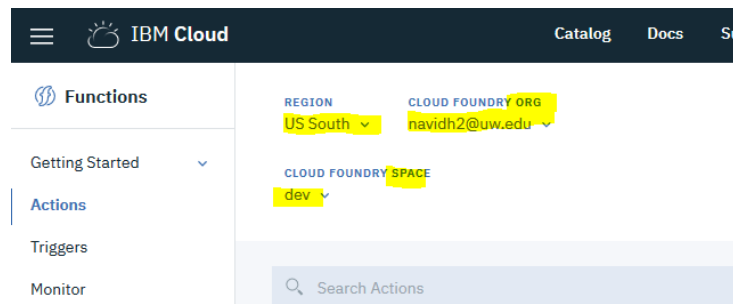 IBM Cloud
Catalog
Docs
Functions
REGION
CLOUD FOUNDRY ORG
US South
navidh2@uw.edu
Getting Started
CLOUD FOUNDRY SPACE
dev
Actions
Triggers
Search Actions
Monitor